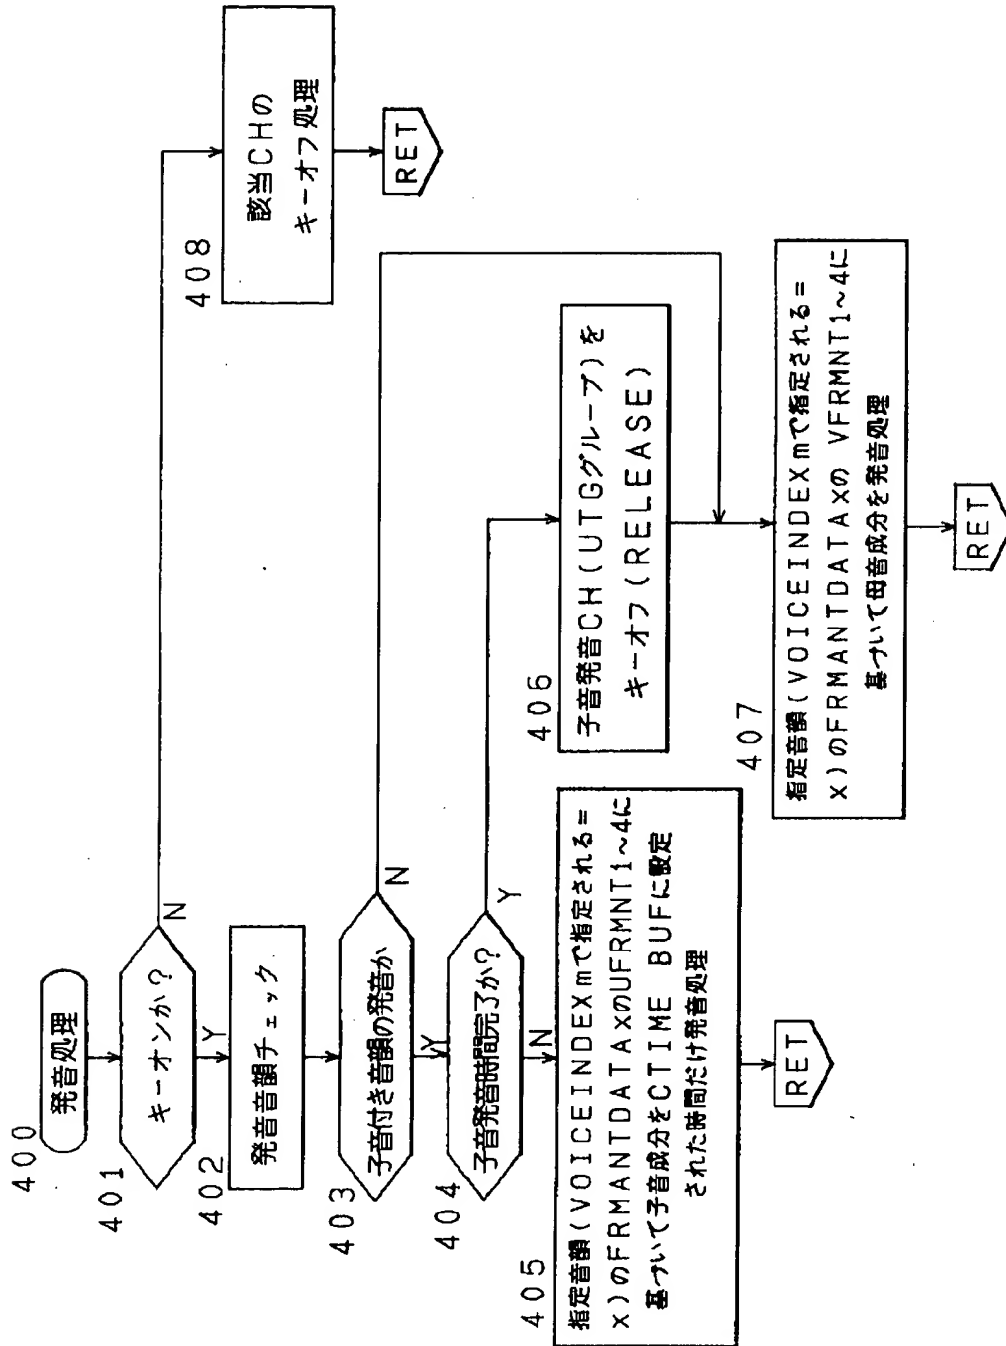 400
発音処理
401
キーオンか?
N
Y
402
発音音韻チェック
403
子音付き音韻の発音か
N
Y
404
子音発音時間完了か?
Y
N
405
指定音韻(VOICEINDEXmで指定される=
x)のFRMANTDATAxのUFRMNT1~4に
基づいて子音成分をCTIME BUFに設定
された時間だけ発音処理
RET
406
子音発音CH(UTGグループ)を
キーオフ(RELEASE)
407
指定音韻(VOICEINDEXmで指定される=
x)のFRMANTDATAxの VFRMNT1~4に
基づいて母音成分を発音処理
RET
408
該当CHの
キーオフ処理
RET